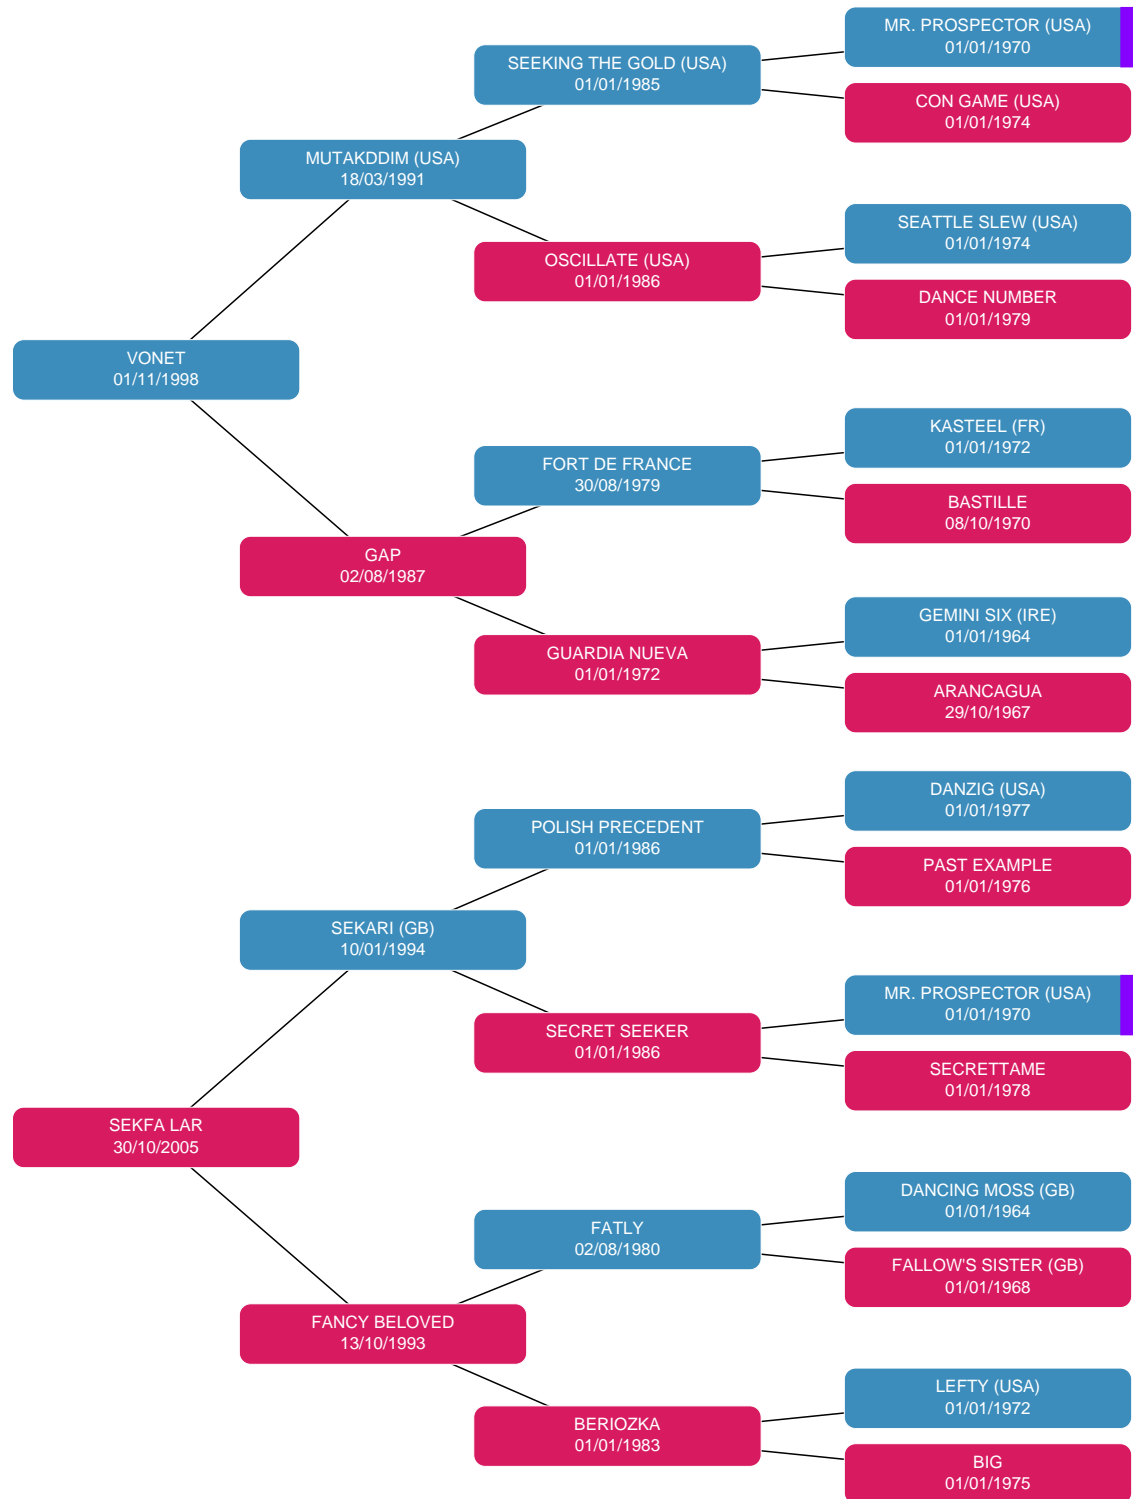 MR. PROSPECTOR (USA)
01/01/1970
SEEKING THE GOLD (USA)
01/01/1985
CON GAME (USA)
01/01/1974
MUTAKDDIM (USA)
18/03/1991
SEATTLE SLEW (USA)
01/01/1974
OSCILLATE (USA)
01/01/1986
DANCE NUMBER
01/01/1979
VONET
01/11/1998
KASTEEL (FR)
01/01/1972
FORT DE FRANCE
30/08/1979
BASTILLE
08/10/1970
GAP
02/08/1987
GEMINI SIX (IRE)
01/01/1964
GUARDIA NUEVA
01/01/1972
ARANCAGUA
29/10/1967
DANZIG (USA)
01/01/1977
POLISH PRECEDENT
01/01/1986
PAST EXAMPLE
01/01/1976
SEKARI (GB)
10/01/1994
MR. PROSPECTOR (USA)
01/01/1970
SECRET SEEKER
01/01/1986
SECRETTAME
01/01/1978
SEKFA LAR
30/10/2005
DANCING MOSS (GB)
01/01/1964
FATLY
02/08/1980
FALLOW'S SISTER (GB)
01/01/1968
FANCY BELOVED
13/10/1993
LEFTY (USA)
01/01/1972
BERIOZKA
01/01/1983
BIG
01/01/1975